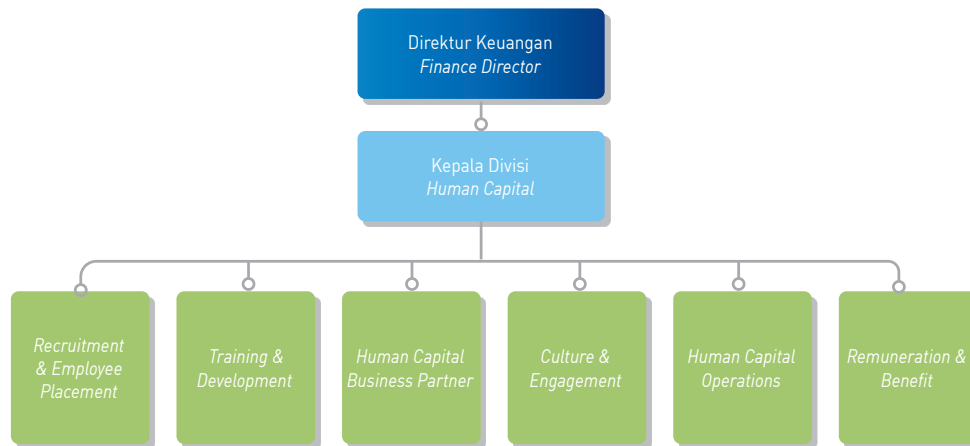 Direktur Keuangan
Finance Director
Kepala Divisi
Human Capital
Recruitment
& Employee
Placement
Training &
Development
Human Capital
Business Partner
Culture &
Engagement
Human Capital
Operations
Remuneration &
Benefit